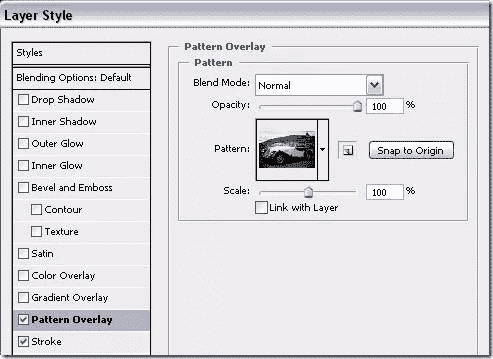 Layer Style
Styles
Blending Options: Default
Drop Shadow
Inner Shadow
Outer Glow
Inner Glow
Bevel and Emboss
Contour
Texture
Satin
Color Overlay
Gradient Overlay
Pattern Overlay
Stroke
Pattern Overlay
Pattern
Blend Mode: Normal
Opacity: 100 %
Pattern: Snap to Origin
Scale: 100 %
Link with Layer